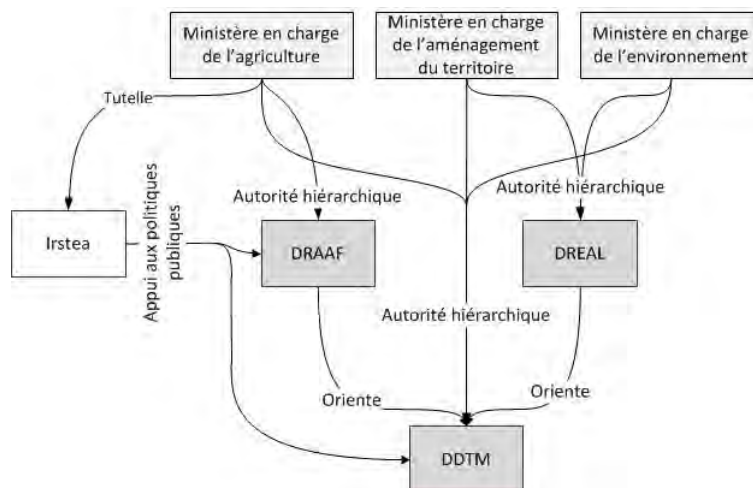 Ministère en charge
de l'agriculture
Ministère en charge
de l'aménagement
du territoire
Ministère en charge
de l'environnement
Tutelle
Autorité hiérarchique
Autorité hiérarchique
Irstea
Appui aux politiques
publiques
DRAAF
DREAL
Autorité hiérarchique
Oriente
Oriente
DDTM